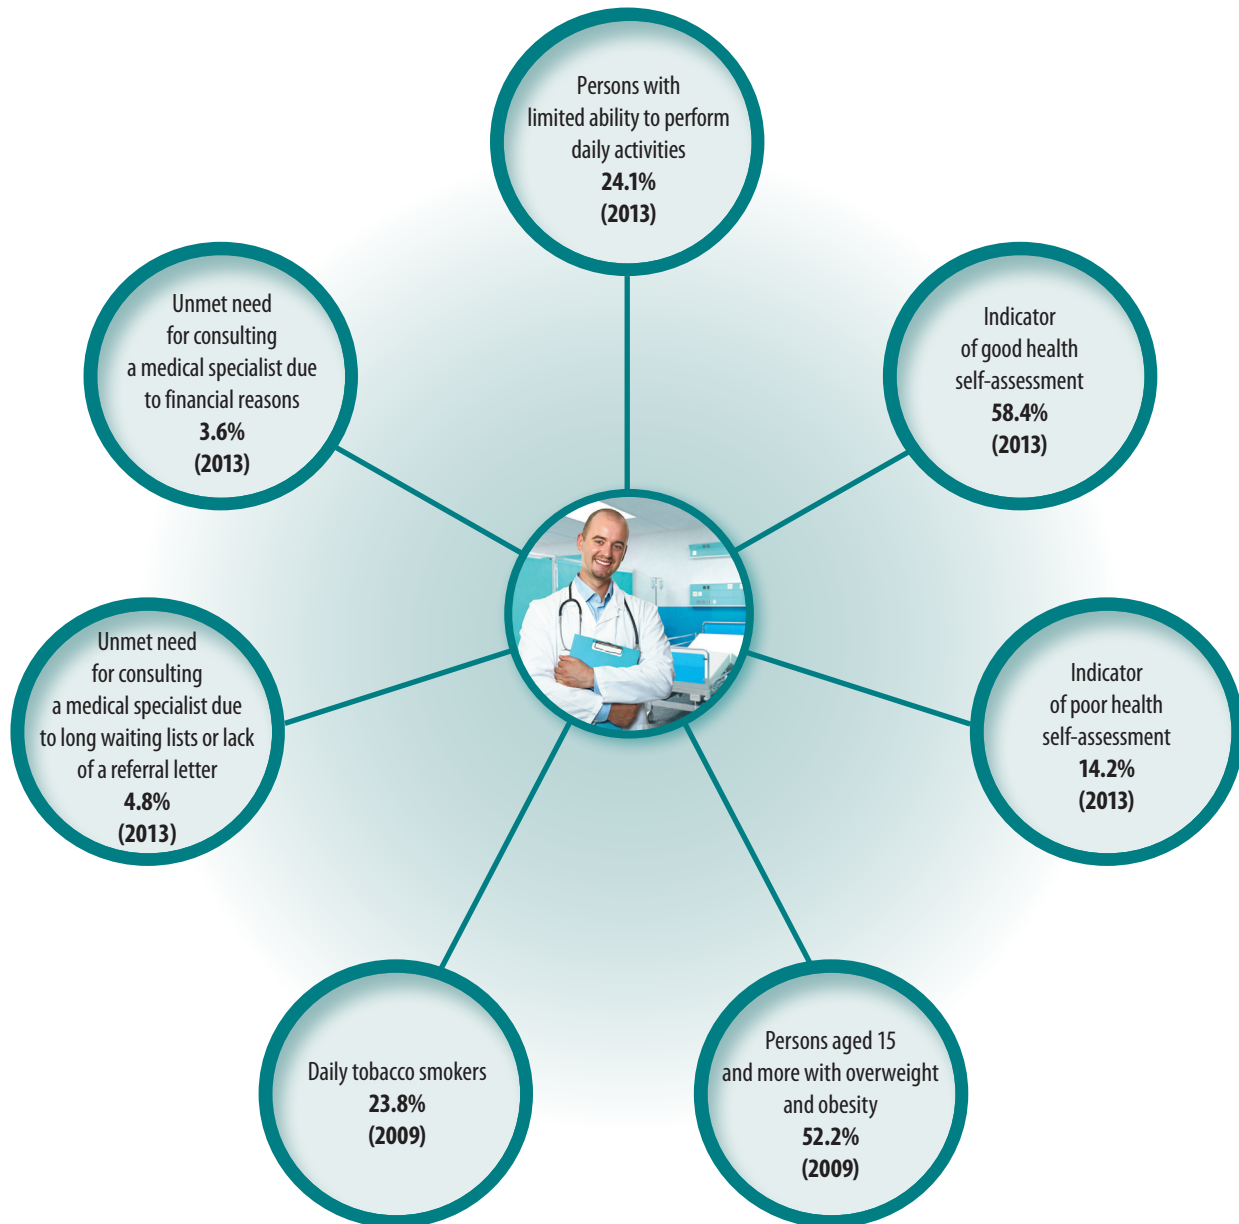 Persons with
limited ability to perform
daily activities
24.1%
(2013)
Unmet need
for consulting
a medical specialist due
to financial reasons
3.6%
(2013)
Indicator
of good health
self-assessment
58.4%
(2013)
Unmet need
for consulting
a medical specialist due
to long waiting lists or lack
of a referral letter
4.8%
(2013)
Indicator
of poor health
self-assessment
14.2%
(2013)
Daily tobacco smokers
23.8%
(2009)
Persons aged 15
and more with overweight
and obesity
52.2%
(2009)